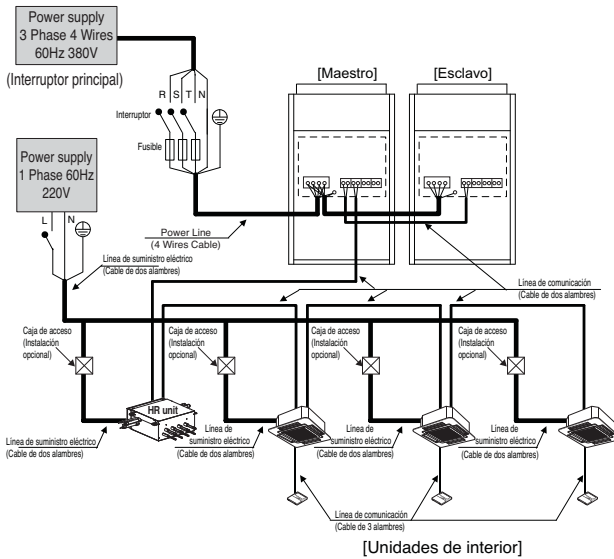 Power supply
3 Phase 4 Wires
60Hz 380V
(Interruptor principal)
R S T N
Interruptor
Fusible
[Maestro]
[Esclavo]
Power supply
1 Phase 60Hz
220V
L
N
Power Line
(4 Wires Cable)
Línea de suministro eléctrico
(Cable de dos alambres)
Línea de comunicación
(Cable de dos alambres)
Caja de acceso
(Instalación
opcional)
Caja de acceso
(Instalación
opcional)
Caja de acceso
(Instalación
opcional)
Caja de acceso
(Instalación
opcional)
HR unit
Línea de suministro eléctrico
(Cable de dos alambres)
Línea de
suministro eléctrico
(Cable de dos alambres)
Línea de
suministro eléctrico
(Cable de dos alambres)
Línea de
suministro eléctrico
(Cable de dos alambres)
Línea de comunicación
(Cable de 3 alambres)
[Unidades de interior]